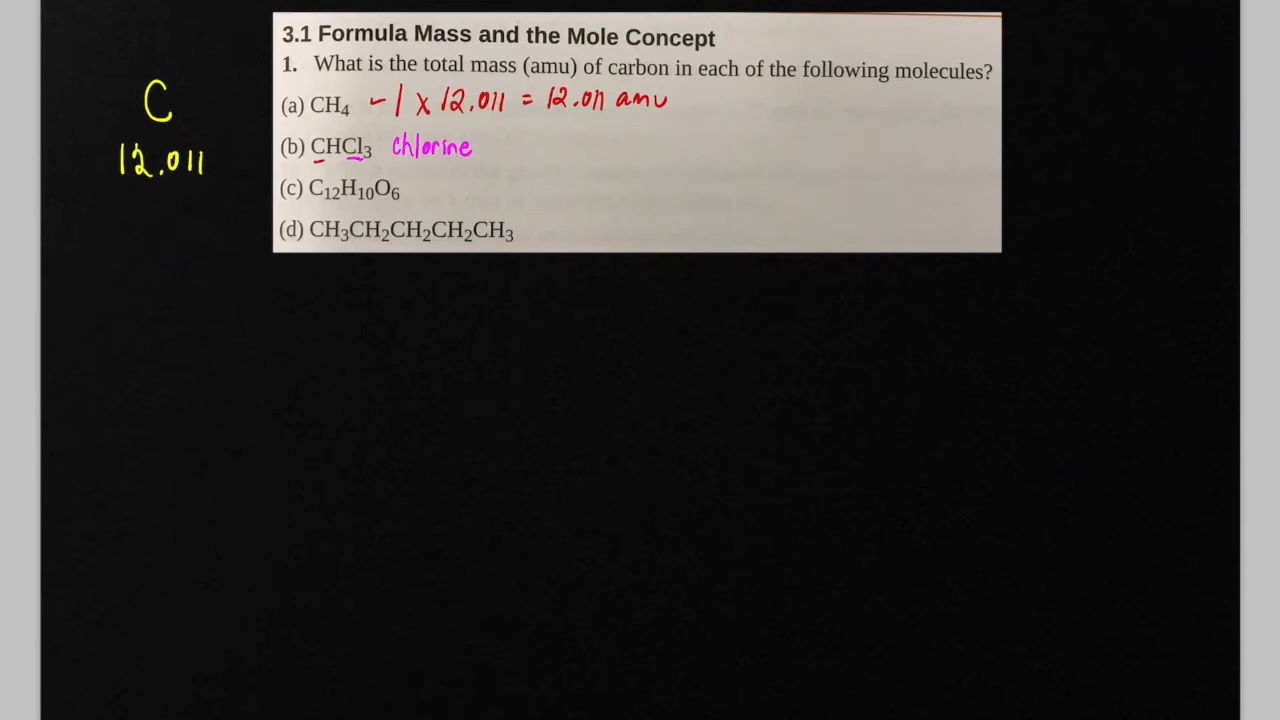 3.1 Formula Mass and the Mole Concept
1. What is the total mass (amu) of carbon in each of the following molecules?
(a) CH₄ - 1 x 12.011 = 12.011 amu
(b) CHCl₃ chlorine
(c) C₁₂H₁₀O₆
(d) CH₃CH₂CH₂CH₂CH₃
C
12.011